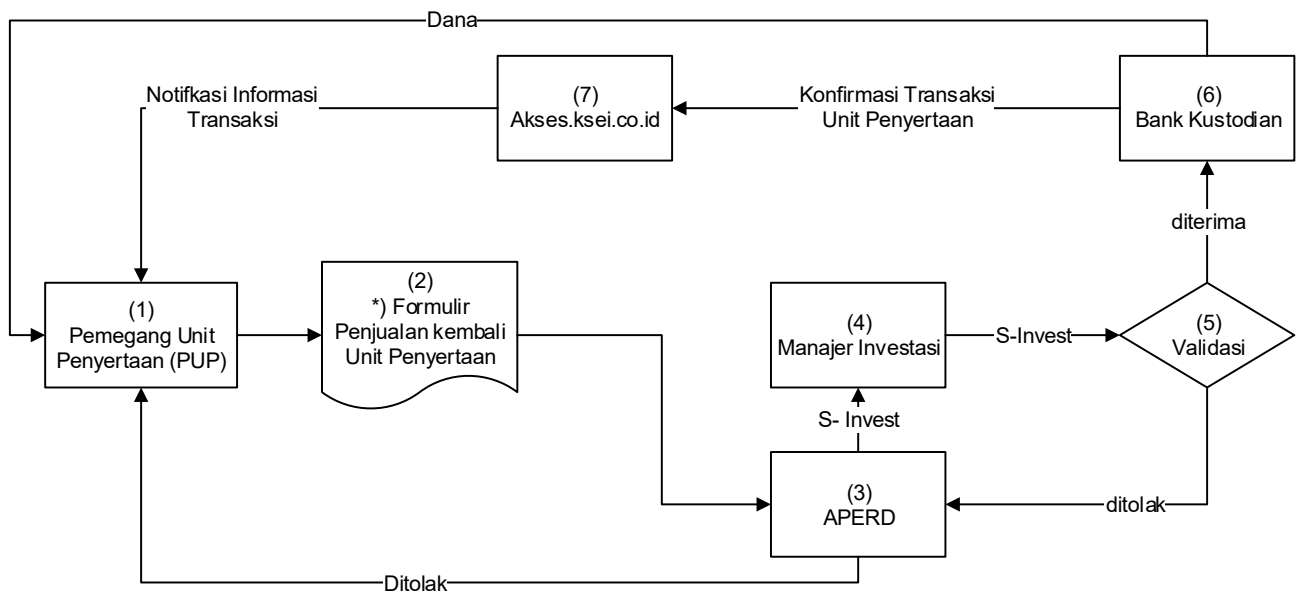 Dana
Notifkasi Informasi
Transaksi
(7)
Akses.ksei.co.id
Konfirmasi Transaksi
Unit Penyertaan
(6)
Bank Kustodian
diterima
(1)
Pemegang Unit
Penyertaan (PUP)
(2)
*) Formulir
Penjualan kembali
Unit Penyertaan
(4)
Manajer Investasi
S-Invest
(5)
Validasi
S- Invest
(3)
APERD
ditolak
Ditolak